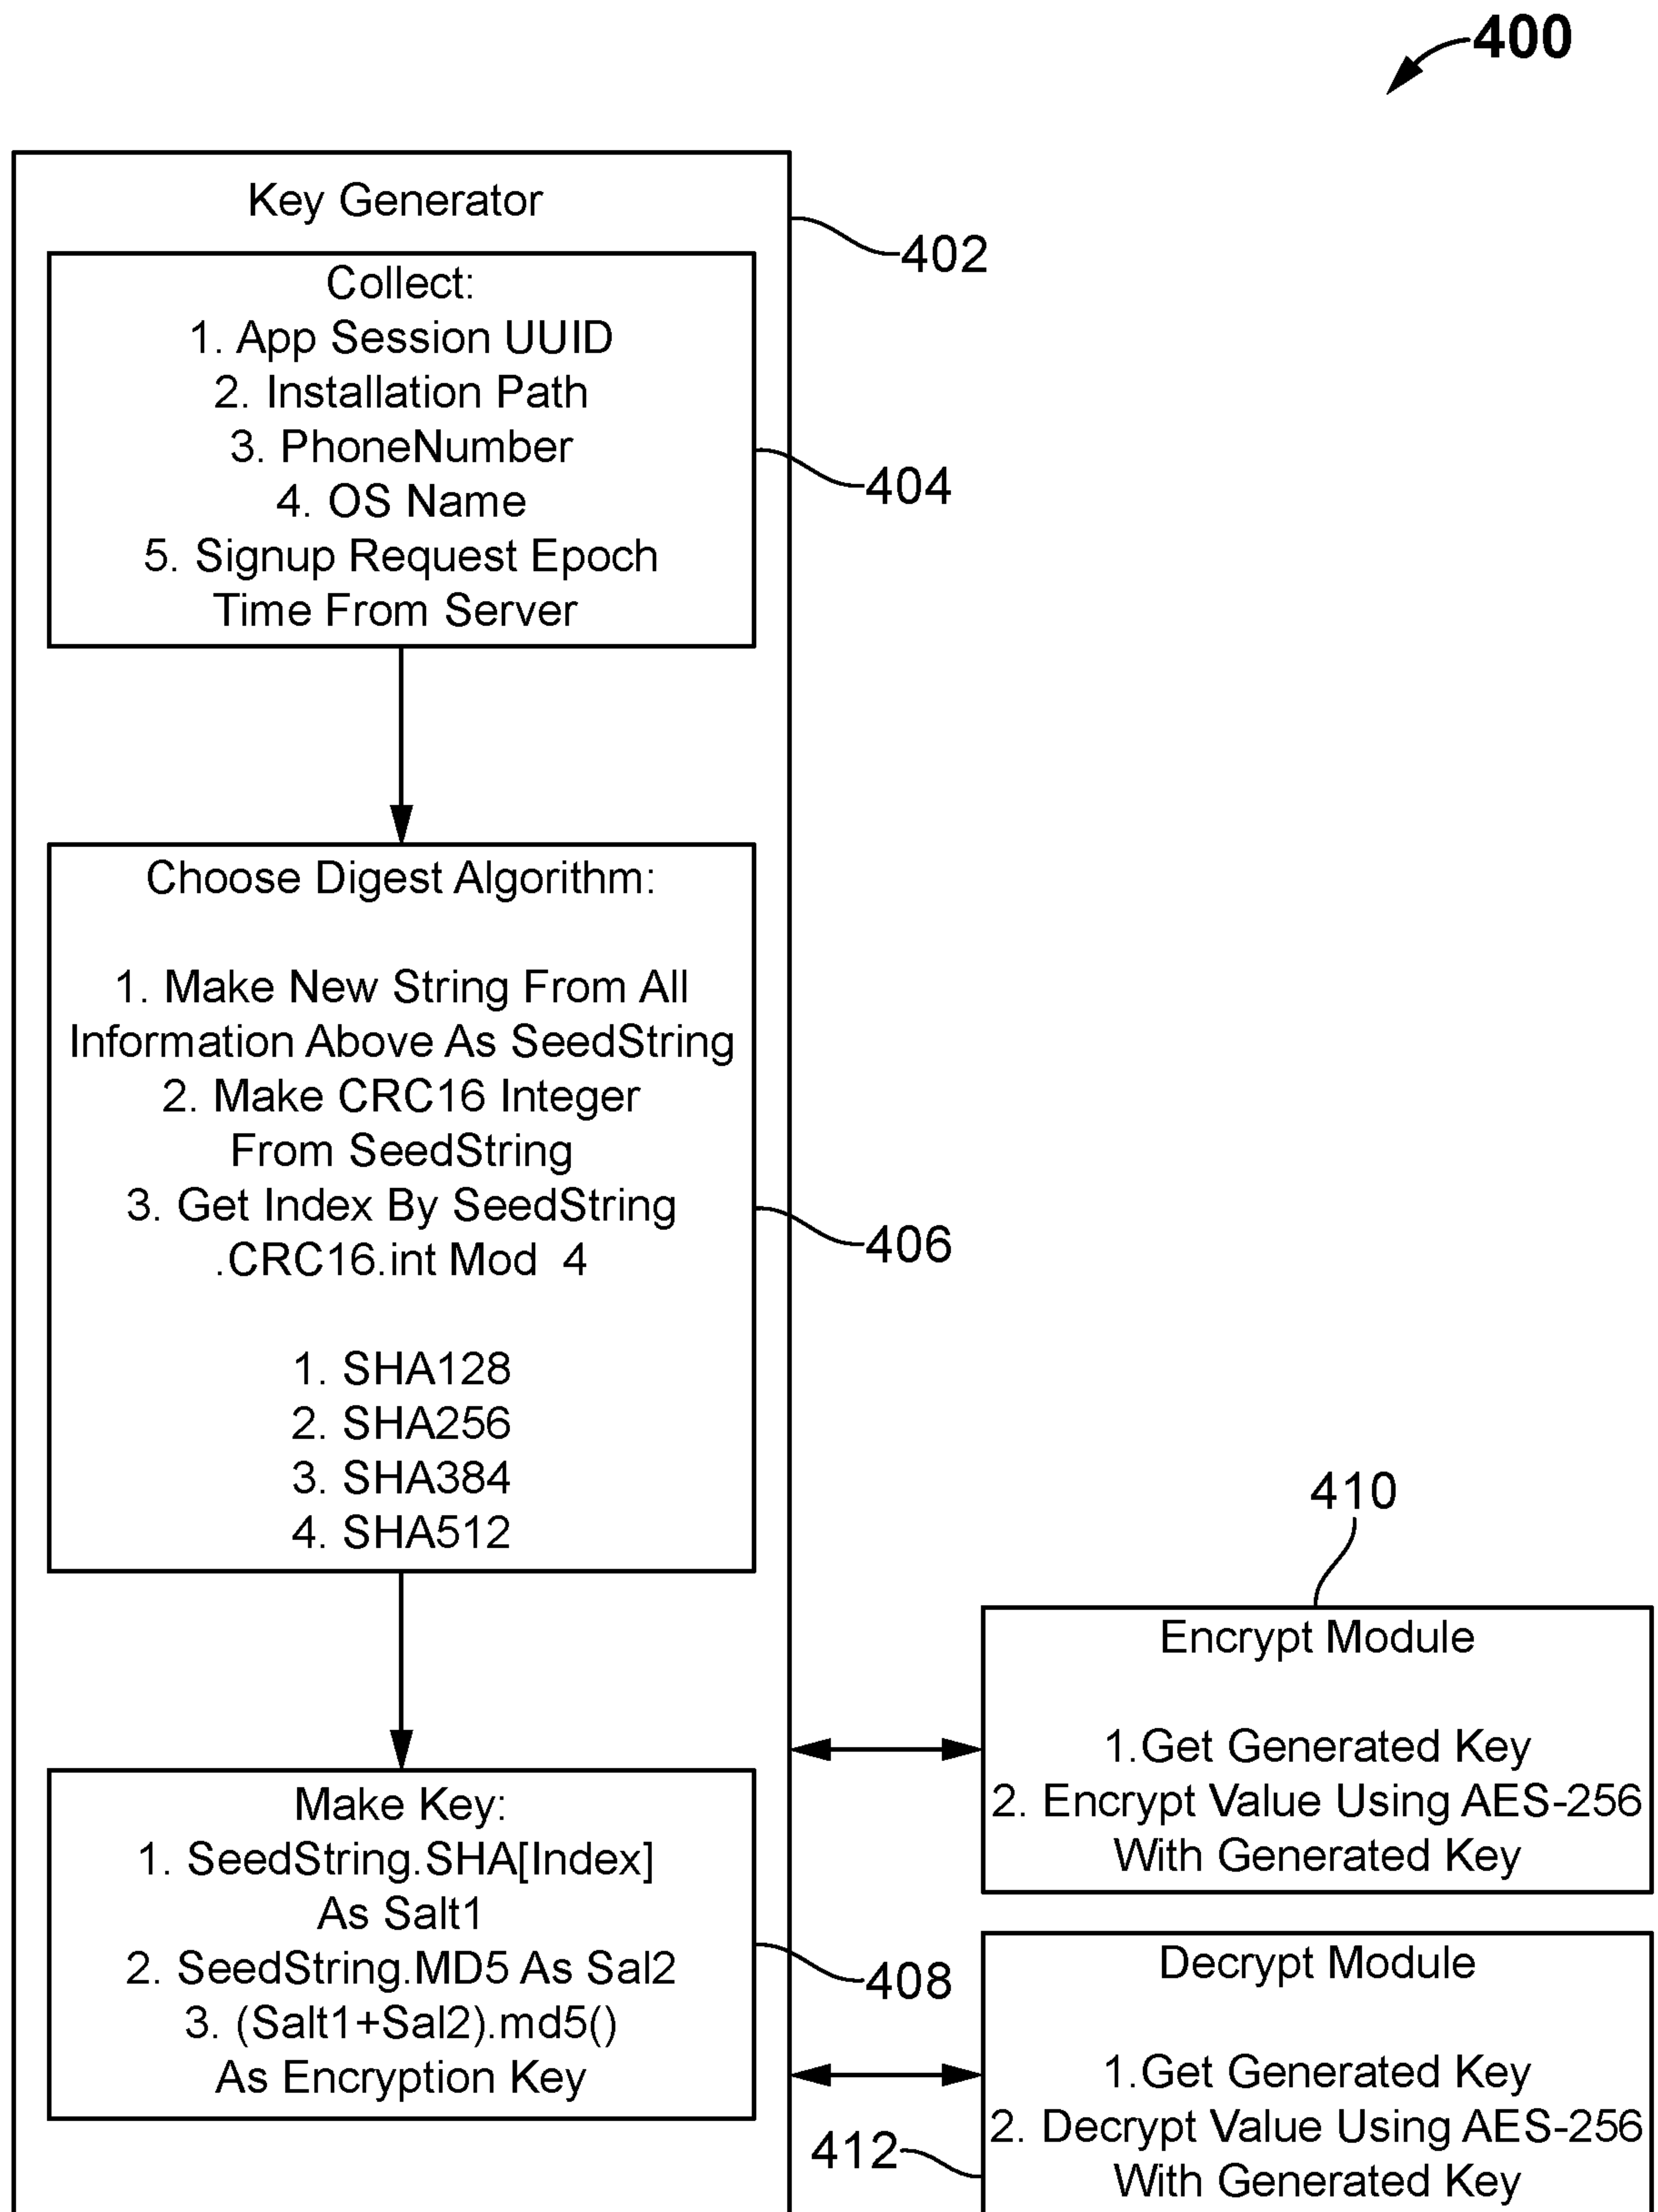 400
Key Generator
402
Collect:
1. App Session UUID
2. Installation Path
3. PhoneNumber
4. OS Name
5. Signup Request Epoch
Time From Server
404
Choose Digest Algorithm:
1. Make New String From All
Information Above As SeedString
2. Make CRC16 Integer
From SeedString
3. Get Index By SeedString
.CRC16.int Mod 4
1. SHA128
2. SHA256
3. SHA384
4. SHA512
406
Make Key:
1. SeedString.SHA[Index]
As Salt1
2. SeedString.MD5 As Sal2
3. (Salt1+Sal2).md5()
As Encryption Key
408
410
Encrypt Module
1.Get Generated Key
2. Encrypt Value Using AES-256
With Generated Key
Decrypt Module
1.Get Generated Key
2. Decrypt Value Using AES-256
With Generated Key
412